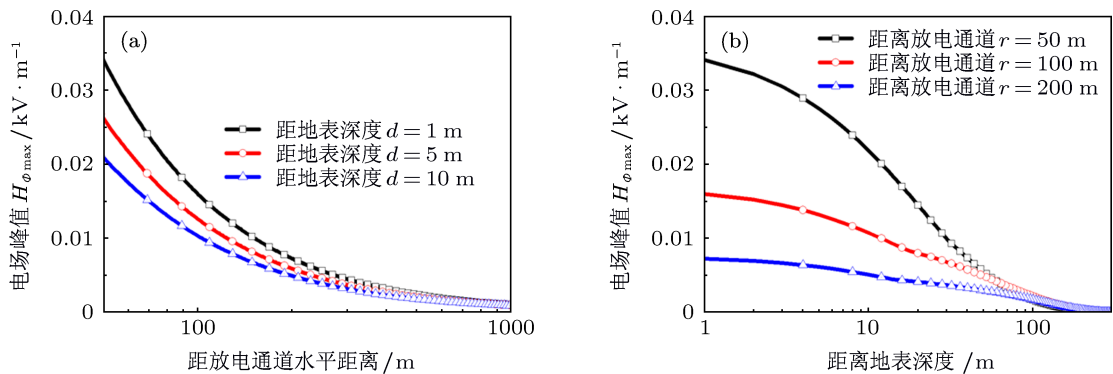 0.04
0.03
0.02
0.01
0
电场峰值 HΦmax /kV·m⁻¹
(a)
距地表深度 d = 1 m
距地表深度 d = 5 m
距地表深度 d = 10 m
100
1000
距放电通道水平距离 /m
0.04
0.03
0.02
0.01
0
电场峰值 HΦmax /kV·m⁻¹
(b)
距离放电通道 r = 50 m
距离放电通道 r = 100 m
距离放电通道 r = 200 m
1
10
100
距离地表深度 /m